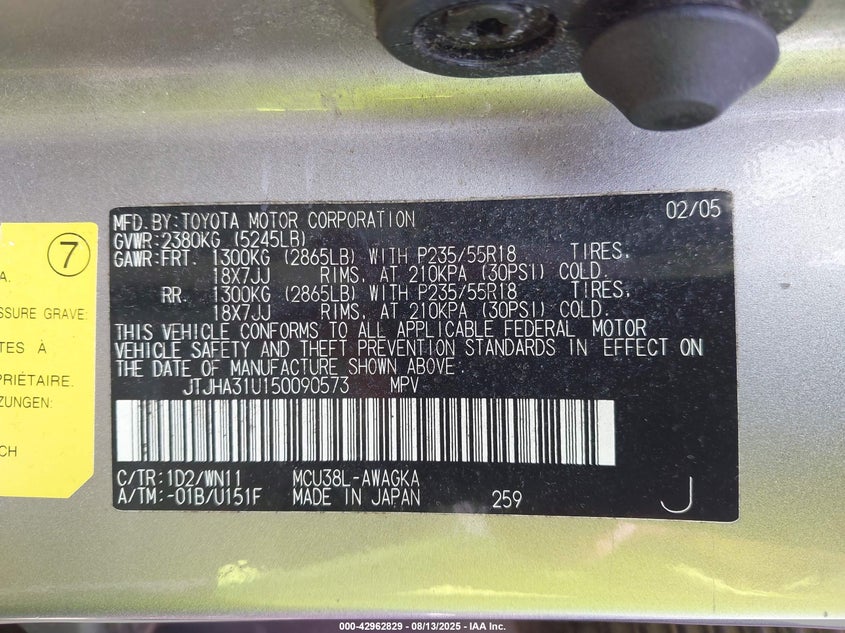 7
A.
SSURE GRAVE:
TES À
PRIÉTAIRE.
ZUNGEN:
CH
MFD.BY:TOYOTA MOTOR CORPORATION 02/05
GVWR:2380KG (5245LB)
GAWR:FRT. 1300KG (2865LB) WITH P235/55R18 TIRES.
18X7JJ RIMS. AT 210KPA (30PSI) COLD.
RR. 1300KG (2865LB) WITH P235/55R18 TIRES.
18X7JJ RIMS. AT 210KPA (30PSI) COLD.
THIS VEHICLE CONFORMS TO ALL APPLICABLE FEDERAL MOTOR
VEHICLE SAFETY AND THEFT PREVENTION STANDARDS IN EFFECT ON
THE DATE OF MANUFACTURE SHOWN ABOVE.
JTJHA31U150090573 MPV
C/TR:1D2/WN11 MCU38L-AWAGKA
A/TM:-01B/U151F MADE IN JAPAN 259 J
000-42962829 - 08/13/2025 - IAA Inc.